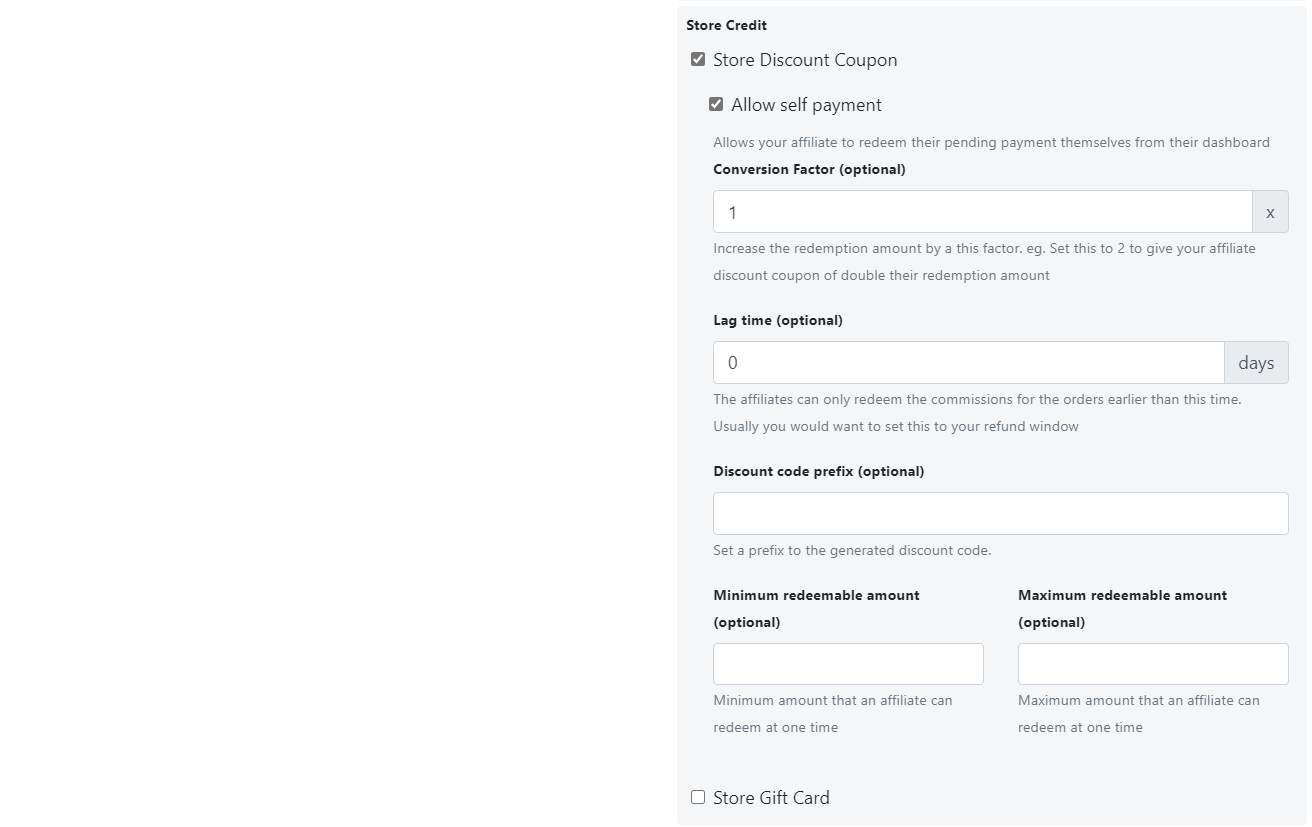 Store Credit
Store Discount Coupon
Allow self payment
Allows your affiliate to redeem their pending payment themselves from their dashboard
Conversion Factor (optional)
1
x
Increase the redemption amount by a this factor. eg. Set this to 2 to give your affiliate
discount coupon of double their redemption amount
Lag time (optional)
0
days
The affiliates can only redeem the commissions for the orders earlier than this time.
Usually you would want to set this to your refund window
Discount code prefix (optional)
Set a prefix to the generated discount code.
Minimum redeemable amount
(optional)
Minimum amount that an affiliate can
redeem at one time
Maximum redeemable amount
(optional)
Maximum amount that an affiliate can
redeem at one time
Store Gift Card